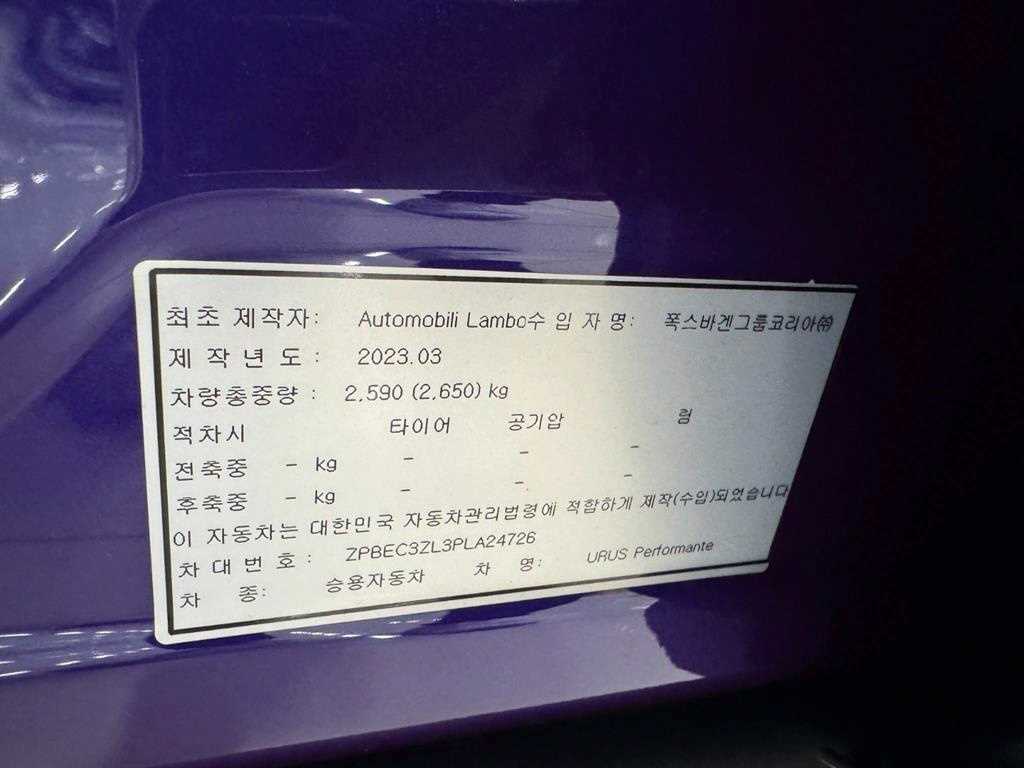 최초 제작자: Automobili Lambo수 입 자 명: 폭스바겐그룹코리아㈜
제 작 년 도 : 2023.03
차량총중량 : 2,590 (2,650) kg
적차시 타이어 공기압 림
전축중 - kg - - -
후축중 - kg - - -
이 자동차는 대한민국 자동차관리법령에 적합하게 제작(수입)되었습니다
차 대 번 호 : ZPBEC3ZL3PLA24726
차 종: 승용자동차 차 명: URUS Performante